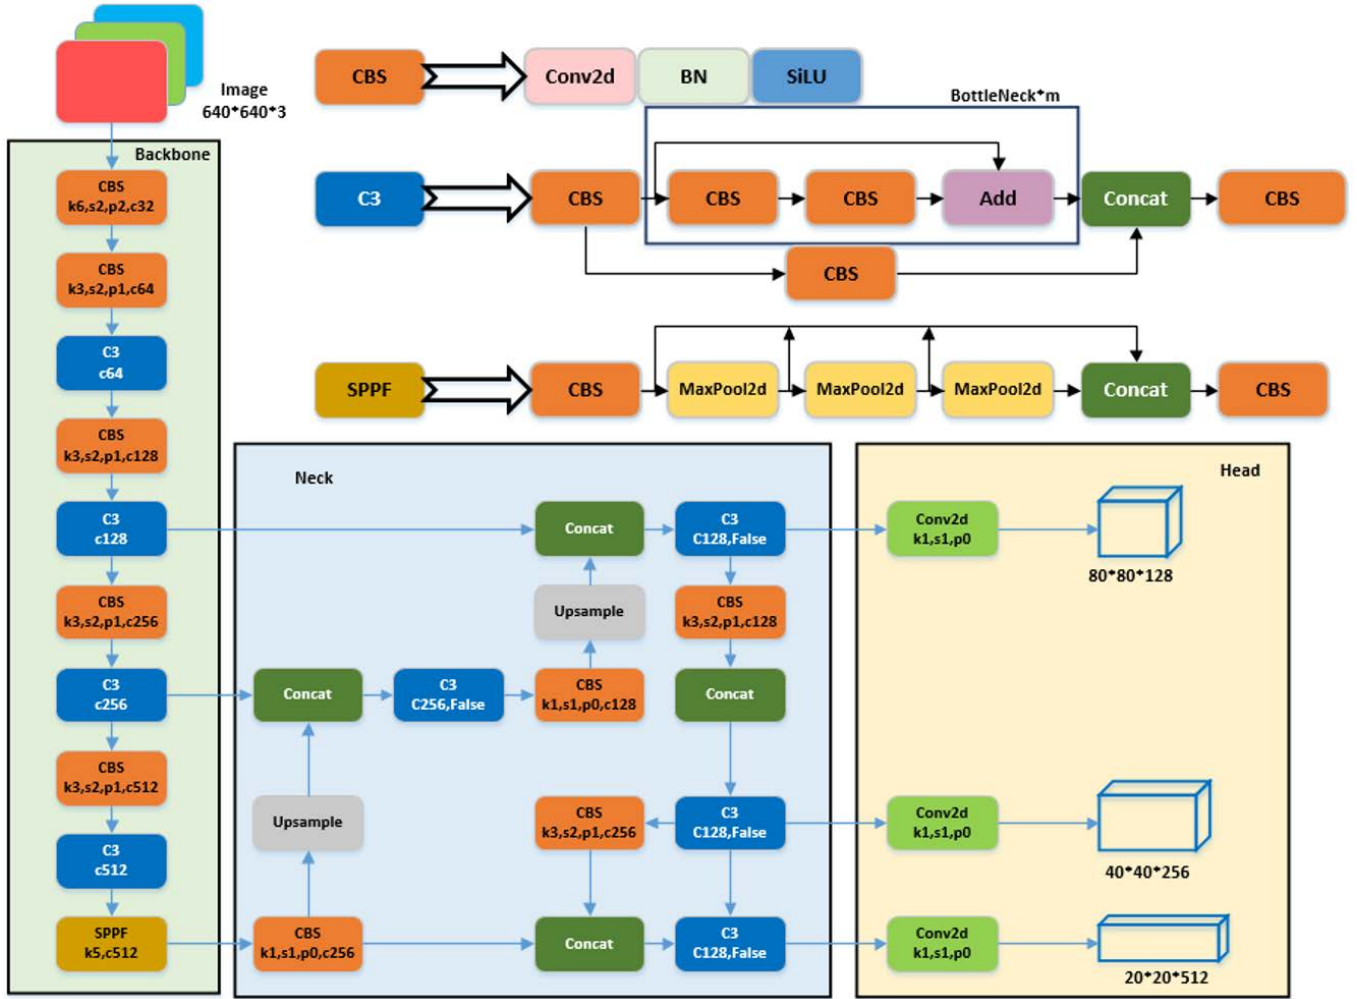 Image
640*640*3
CBS
Conv2d
BN
SiLU
BottleNeck*m
C3
CBS
CBS
CBS
Add
Concat
CBS
CBS
SPPF
CBS
MaxPool2d
MaxPool2d
MaxPool2d
Concat
CBS
Backbone
CBS
k6,s2,p2,c32
CBS
k3,s2,p1,c64
C3
c64
CBS
k3,s2,p1,c128
C3
c128
CBS
k3,s2,p1,c256
C3
c256
CBS
k3,s2,p1,c512
C3
c512
SPPF
k5,c512
Neck
Concat
C3
C128,False
Upsample
CBS
k3,s2,p1,c128
Concat
C3
C256,False
CBS
k1,s1,p0,c128
Concat
Upsample
CBS
k3,s2,p1,c256
C3
C128,False
CBS
k1,s1,p0,c256
Concat
C3
C128,False
Head
Conv2d
k1,s1,p0
80*80*128
Conv2d
k1,s1,p0
40*40*256
Conv2d
k1,s1,p0
20*20*512